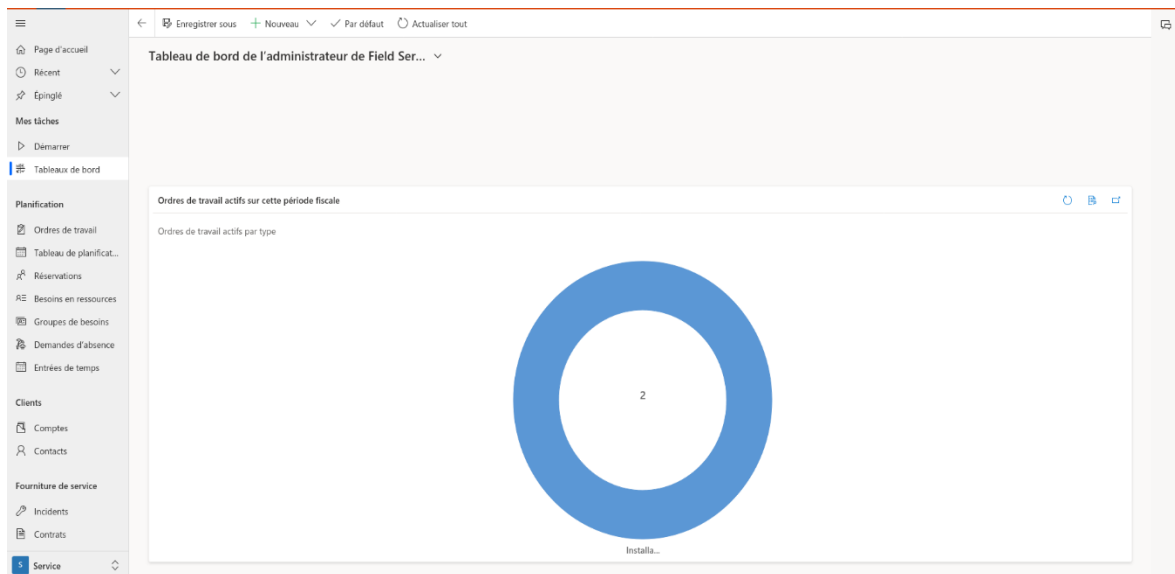 Enregistrer sous
Nouveau
Par défaut
Actualiser tout
Page d'accueil
Récent
Épinglé
Mes tâches
Démarrer
Tableaux de bord
Planification
Ordres de travail
Tableau de planificat...
Réservations
Besoins en ressources
Groupes de besoins
Demandes d'absence
Entrées de temps
Clients
Comptes
Contacts
Fourniture de service
Incidents
Contrats
S Service
Tableau de bord de l'administrateur de Field Ser...
Ordres de travail actifs sur cette période fiscale
Ordres de travail actifs par type
2
Installa...